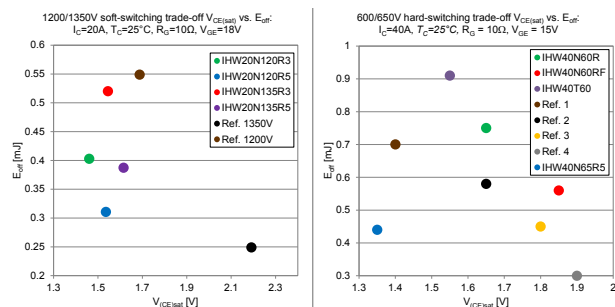 1200/1350V soft-switching trade-off V(CE(sat) vs. Eoff:
IC=20A, TC=25°C, RG=10Ω, VGE=18V
0.6
0.55
0.5
0.45
0.4
0.35
0.3
0.25
0.2
Eoff [mJ]
1.3
1.5
1.7
1.9
2.1
2.3
V(CE)sat [V]
IHW20N120R3
IHW20N120R5
IHW20N135R3
IHW20N135R5
Ref. 1350V
Ref. 1200V
600/650V hard-switching trade-off VCE(sat) vs. Eoff:
IC=40A, TC=25°C, RG = 10Ω, VGE = 15V
1
0.9
0.8
0.7
0.6
0.5
0.4
0.3
Eoff [mJ]
1.3
1.4
1.5
1.6
1.7
1.8
1.9
2
V(CE)sat [V]
IHW40N60R
IHW40N60RF
IHW40T60
Ref. 1
Ref. 2
Ref. 3
Ref. 4
IHW40N65R5